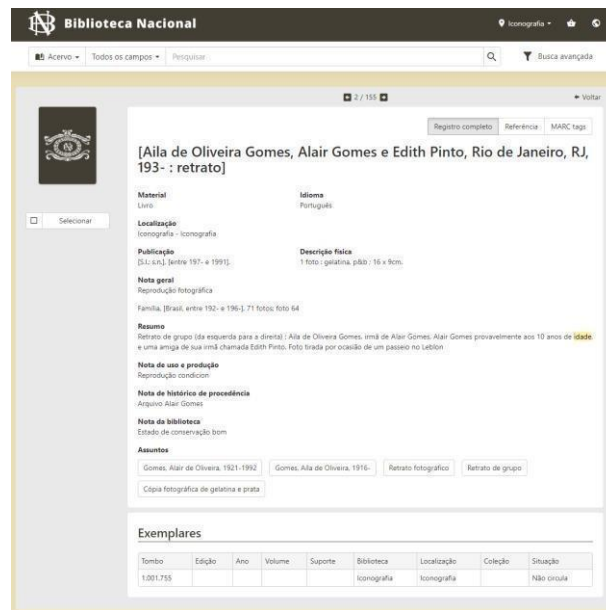 Biblioteca Nacional
Iconografia
Acervo Todos os campos Pesquisar Busca avançada
2 / 155 Voltar
Registro completo Referência MARC tags
[Aila de Oliveira Gomes, Alair Gomes e Edith Pinto, Rio de Janeiro, RJ,
193- : retrato]
Material Idioma
Livro Português
Selecionar
Localização
Iconografia - Iconografia
Publicação Descrição física
[S.l.: s.n.], [entre 197- e 1991]. 1 foto : gelatina, p&b : 16 x 9cm.
Nota geral
Reprodução fotográfica
Família, [Brasil, entre 192- e 196-]. 71 fotos; foto 64
Resumo
Retrato de grupo (da esquerda para a direita) : Aila de Oliveira Gomes, irmã de Alair Gomes; Alair Gomes provavelmente aos 10 anos de idade
e uma amiga de sua irmã chamada Edith Pinto. Foto tirada por ocasião de um passeio no Leblon
Nota de uso e produção
Reprodução condicion
Nota de histórico de procedência
Arquivo Alair Gomes
Nota da biblioteca
Estado de conservação bom
Assuntos
Gomes, Alair de Oliveira, 1921-1992 Gomes, Aila de Oliveira, 1916- Retrato fotográfico Retrato de grupo
Cópia fotográfica de gelatina e prata
Exemplares
Tombo Edição Ano Volume Suporte Biblioteca Localização Coleção Situação
1.001.755 Iconografia Iconografia Não circula